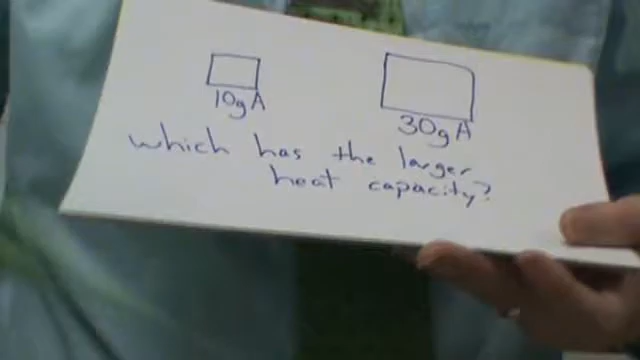 10g A 30g A
which has the larger
heat capacity?